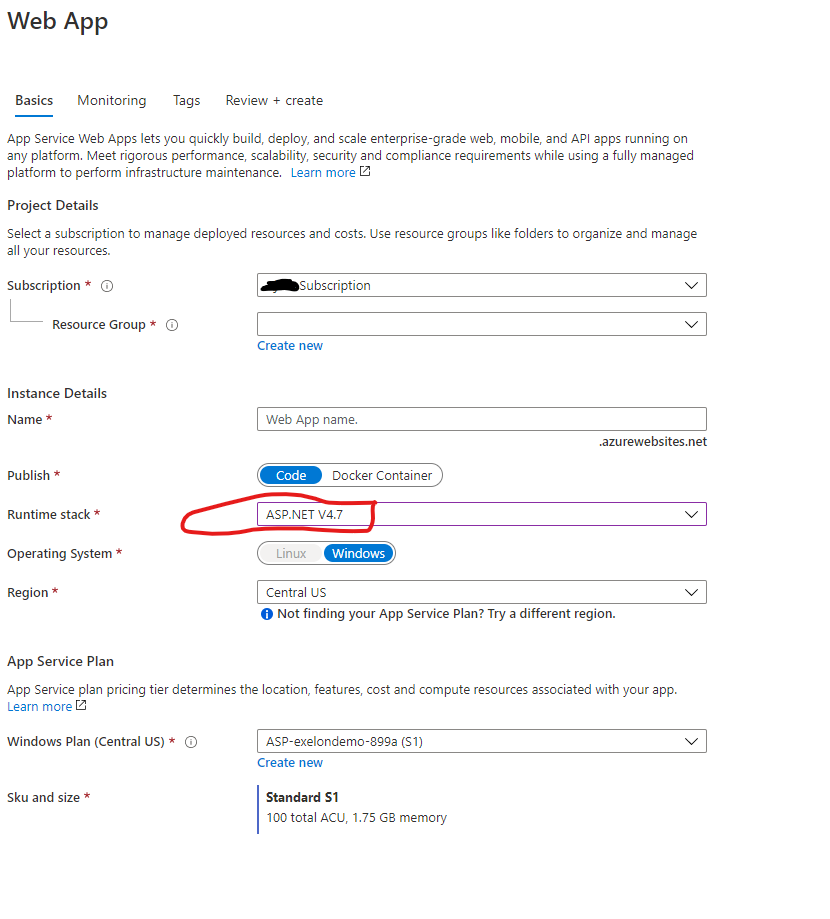 Web App
Basics Monitoring Tags Review + create
App Service Web Apps lets you quickly build, deploy, and scale enterprise-grade web, mobile, and API apps running on
any platform. Meet rigorous performance, scalability, security and compliance requirements while using a fully managed
platform to perform infrastructure maintenance. Learn more
Project Details
Select a subscription to manage deployed resources and costs. Use resource groups like folders to organize and manage
all your resources.
Subscription * Subscription
Resource Group *
Create new
Instance Details
Name * Web App name.
.azurewebsites.net
Publish * Code Docker Container
Runtime stack * ASP.NET V4.7
Operating System * Linux Windows
Region * Central US
Not finding your App Service Plan? Try a different region.
App Service Plan
App Service plan pricing tier determines the location, features, cost and compute resources associated with your app.
Learn more
Windows Plan (Central US) * ASP-exelondemo-899a (S1)
Create new
Sku and size * Standard S1
100 total ACU, 1.75 GB memory